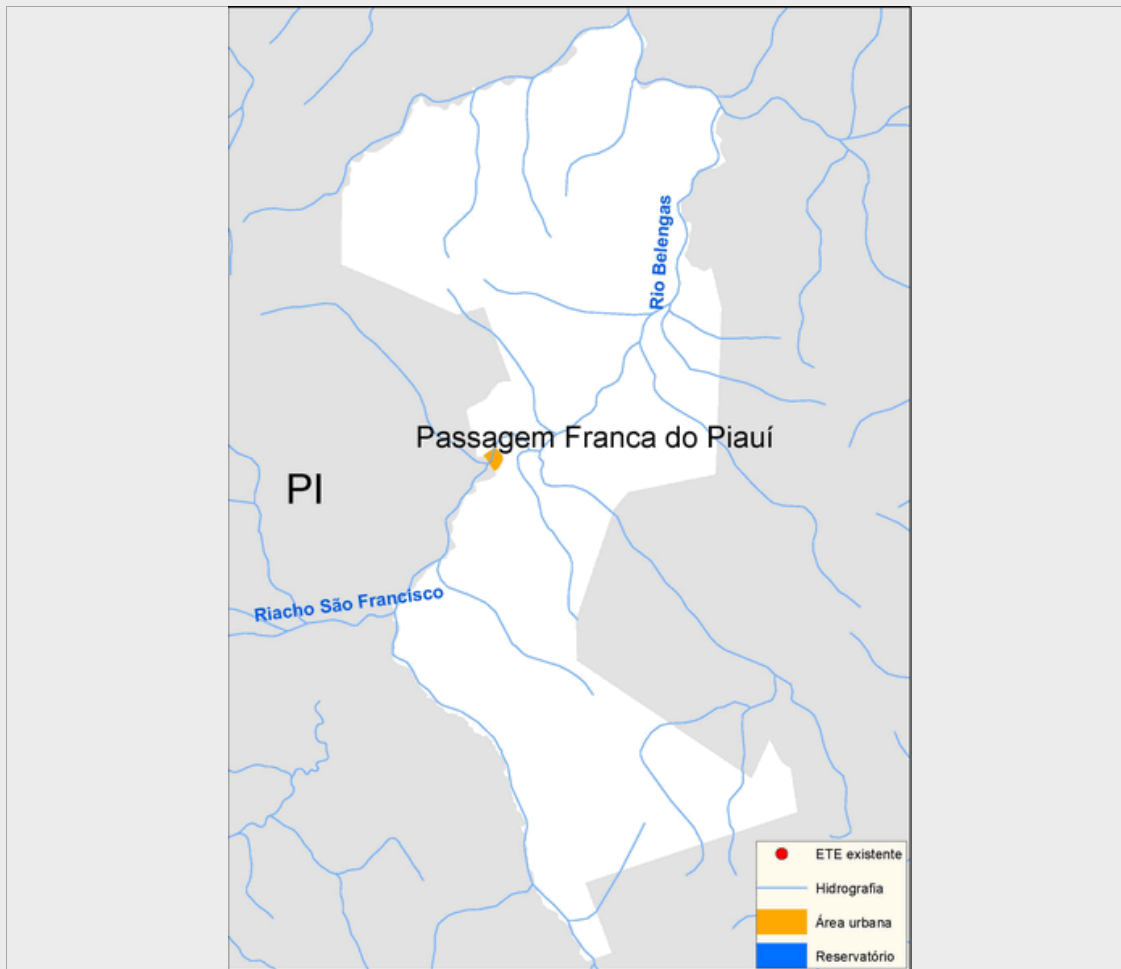 Rio Belengas
Passagem Franca do Piauí
PI
Riacho São Francisco
ETE existente
Hidrografia
Área urbana
Reservatório